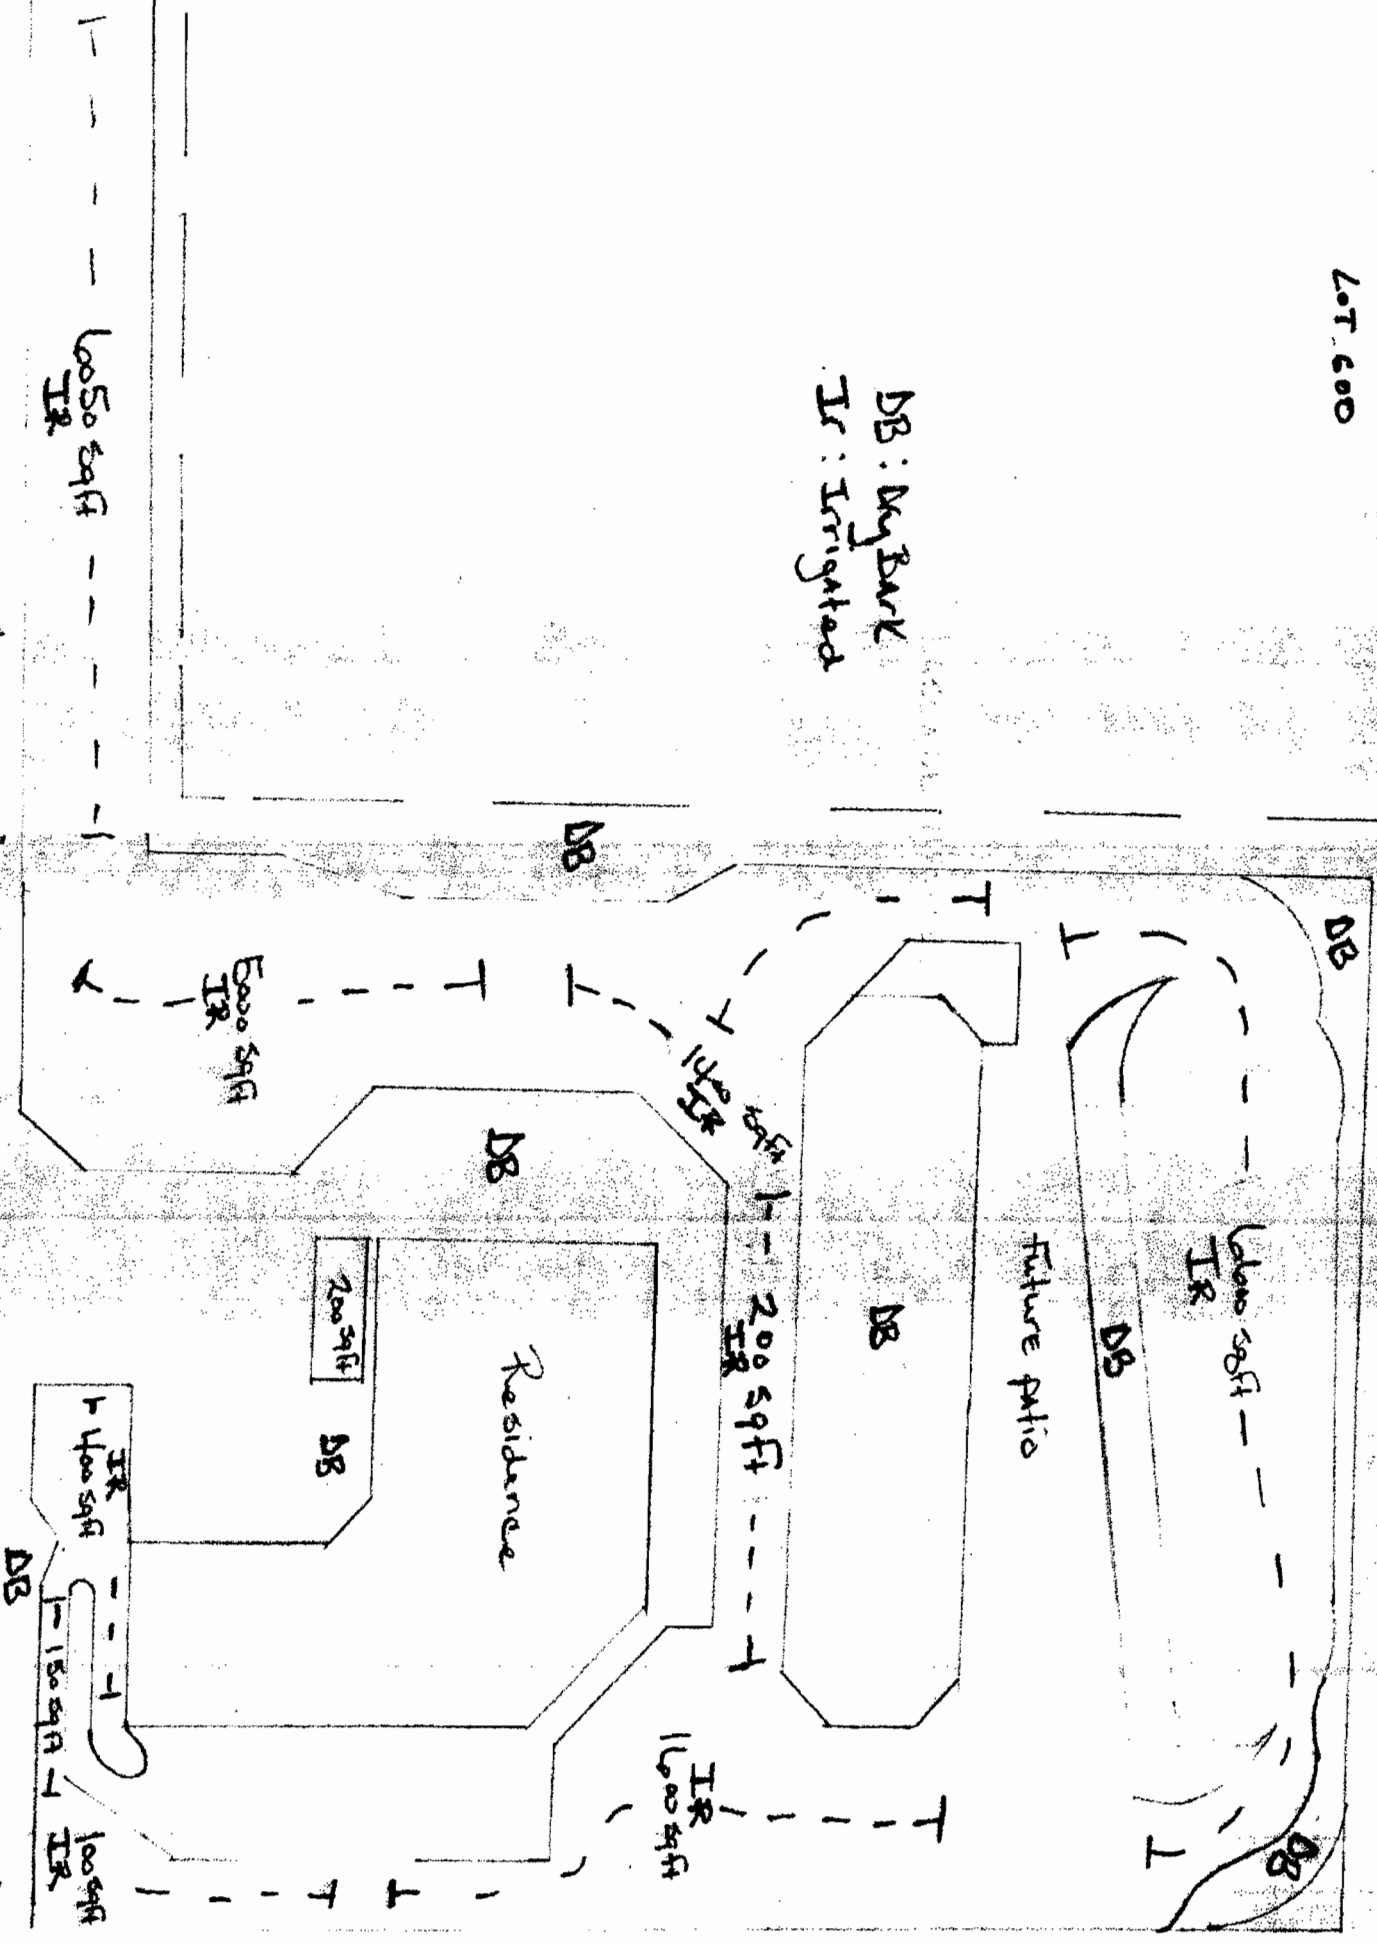 LOT 600
DB : Dry Bark
Ir : Irrigated
DB
6000 sqft
IR
DB
Future patio
DB
DB
200 sqft
IR
1400 sqft
IR
IR
1600 sqft
DB
DB
Residence
200 sqft
DB
5000 sqft
IR
650 sqft
IR
IR
400 sqft
DB
150 sqft
100 sqft
IR